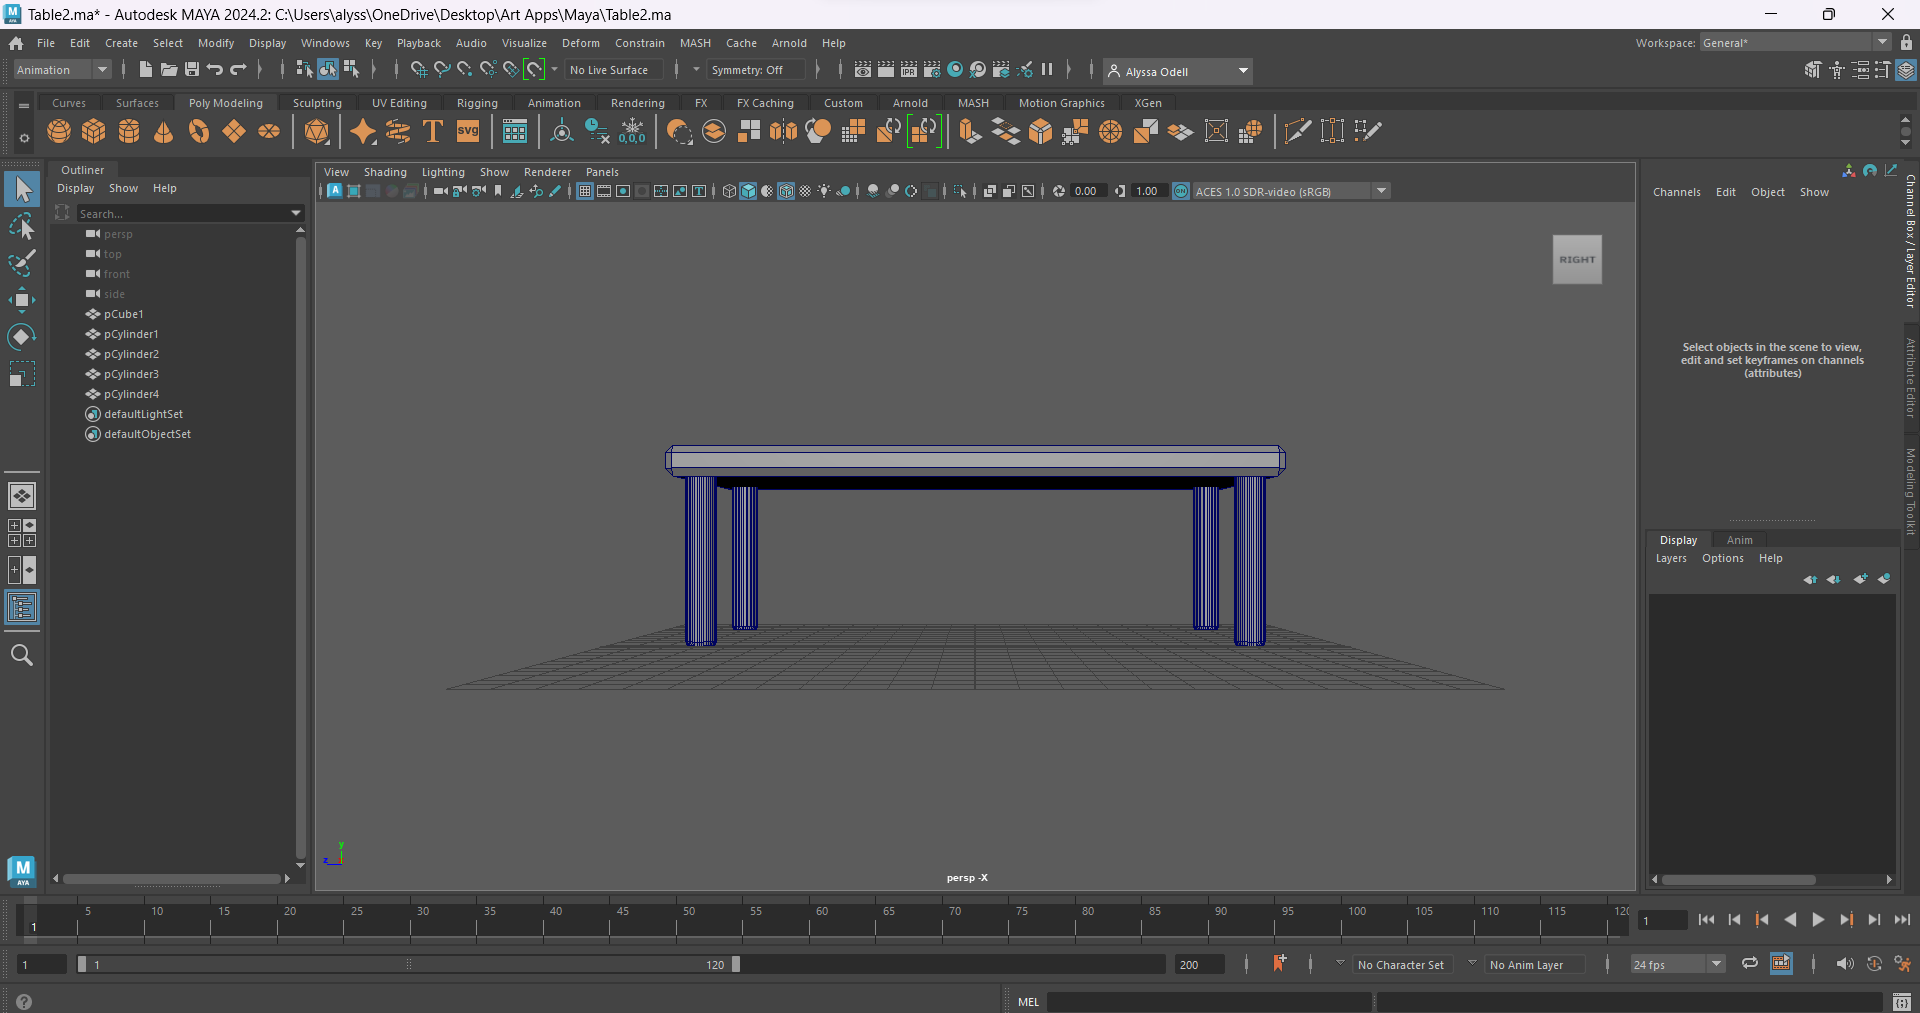 Table2.ma* - Autodesk MAYA 2024.2: C:\Users\alyss\OneDrive\Desktop\Art Apps\Maya\Table2.ma
File Edit Create Select Modify Display Windows Key Playback Audio Visualize Deform Constrain MASH Cache Arnold Help
Workspace: General*
Animation
No Live Surface
Symmetry: Off
IPR
Alyssa Odell
Curves Surfaces Poly Modeling Sculpting UV Editing Rigging Animation Rendering FX FX Caching Custom Arnold MASH Motion Graphics XGen
T
SVG
0,0,0
Outliner
Display Show Help
Search...
persp
top
front
side
pCube1
pCylinder1
pCylinder2
pCylinder3
pCylinder4
defaultLightSet
defaultObjectSet
View Shading Lighting Show Renderer Panels
0.00
1.00
ON
ACES 1.0 SDR-video (sRGB)
RIGHT
y
z
persp -X
Channels Edit Object Show
Select objects in the scene to view,
edit and set keyframes on channels
(attributes)
Channel Box / Layer Editor
Attribute Editor
Modeling Toolkit
Display Anim
Layers Options Help
M
AYA
5 10 15 20 25 30 35 40 45 50 55 60 65 70 75 80 85 90 95 100 105 110 115 120
1
1
1
1
120
200
No Character Set
No Anim Layer
24 fps
MEL